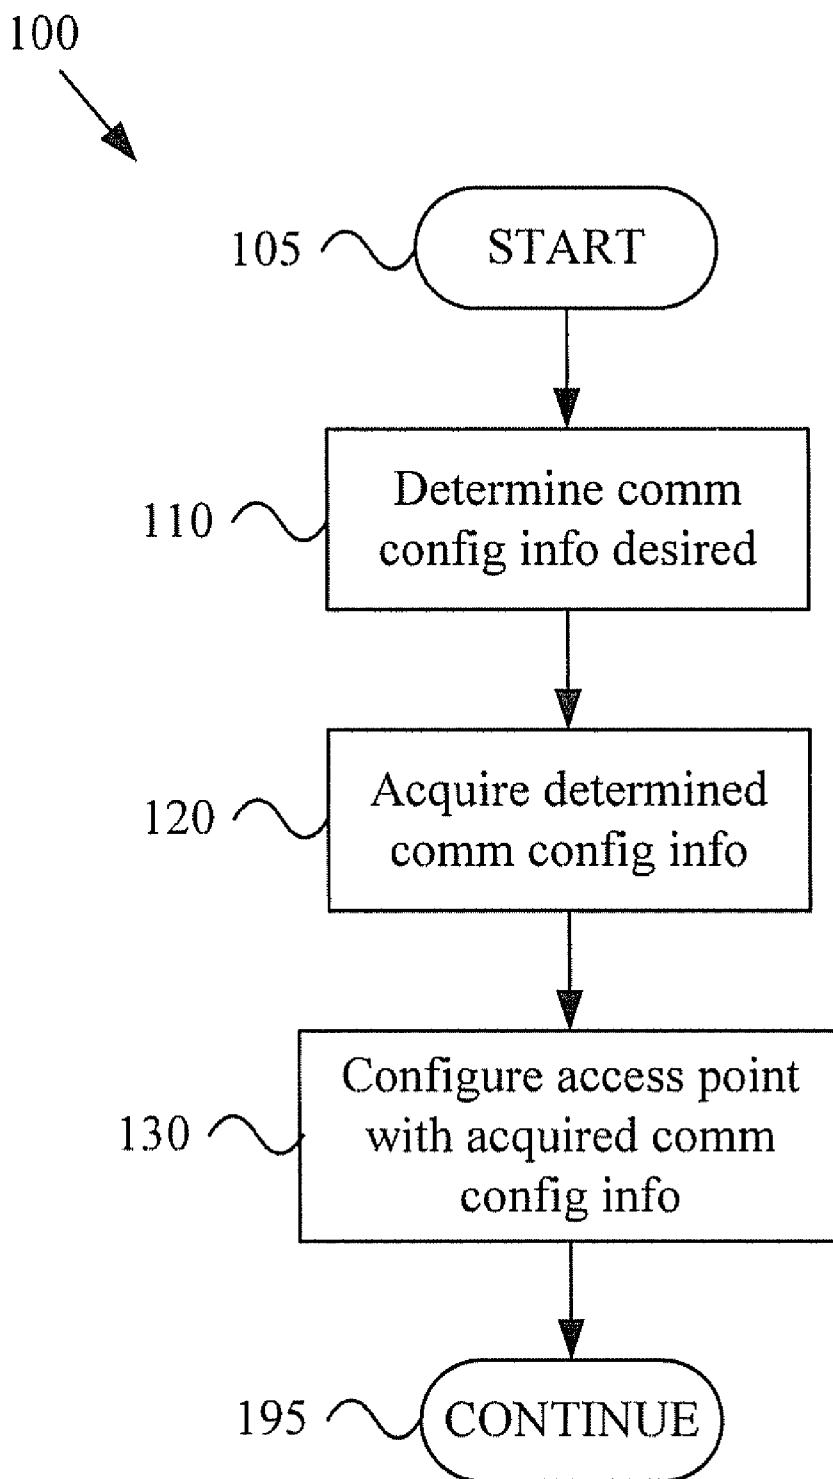 100
105
START
110
Determine comm
config info desired
120
Acquire determined
comm config info
130
Configure access point
with acquired comm
config info
195
CONTINUE